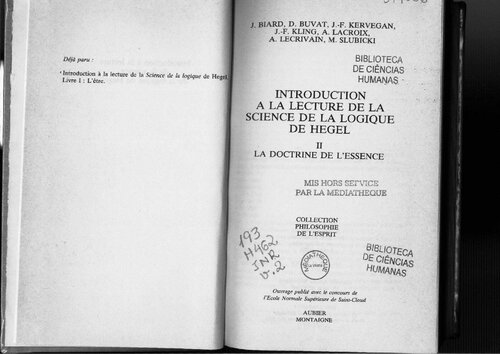 Déjà paru :
Introduction à la lecture de la Science de la logique de Hegel.
Livre I : L'être.
J. BIARD, D. BUVAT, J.-F. KERVEGAN,
J.-F. KLING, A. LACROIX,
A. LECRIVAIN, M. SLUBICKI
BIBLIOTECA
DE CIÊNCIAS
HUMANAS
INTRODUCTION
A LA LECTURE DE LA
SCIENCE DE LA LOGIQUE
DE HEGEL
II
LA DOCTRINE DE L'ESSENCE
MIS HORS SERVICE
PAR LA MÉDIATHEQUE
COLLECTION
PHILOSOPHIE
DE L'ESPRIT
193
H462
INR
v.2
MÉDIATHÈQUE
BIBLIOTECA
DE CIÊNCIAS
HUMANAS
Ouvrage publié avec le concours de
l'École Normale Supérieure de Saint-Cloud
AUBIER
MONTAIGNE